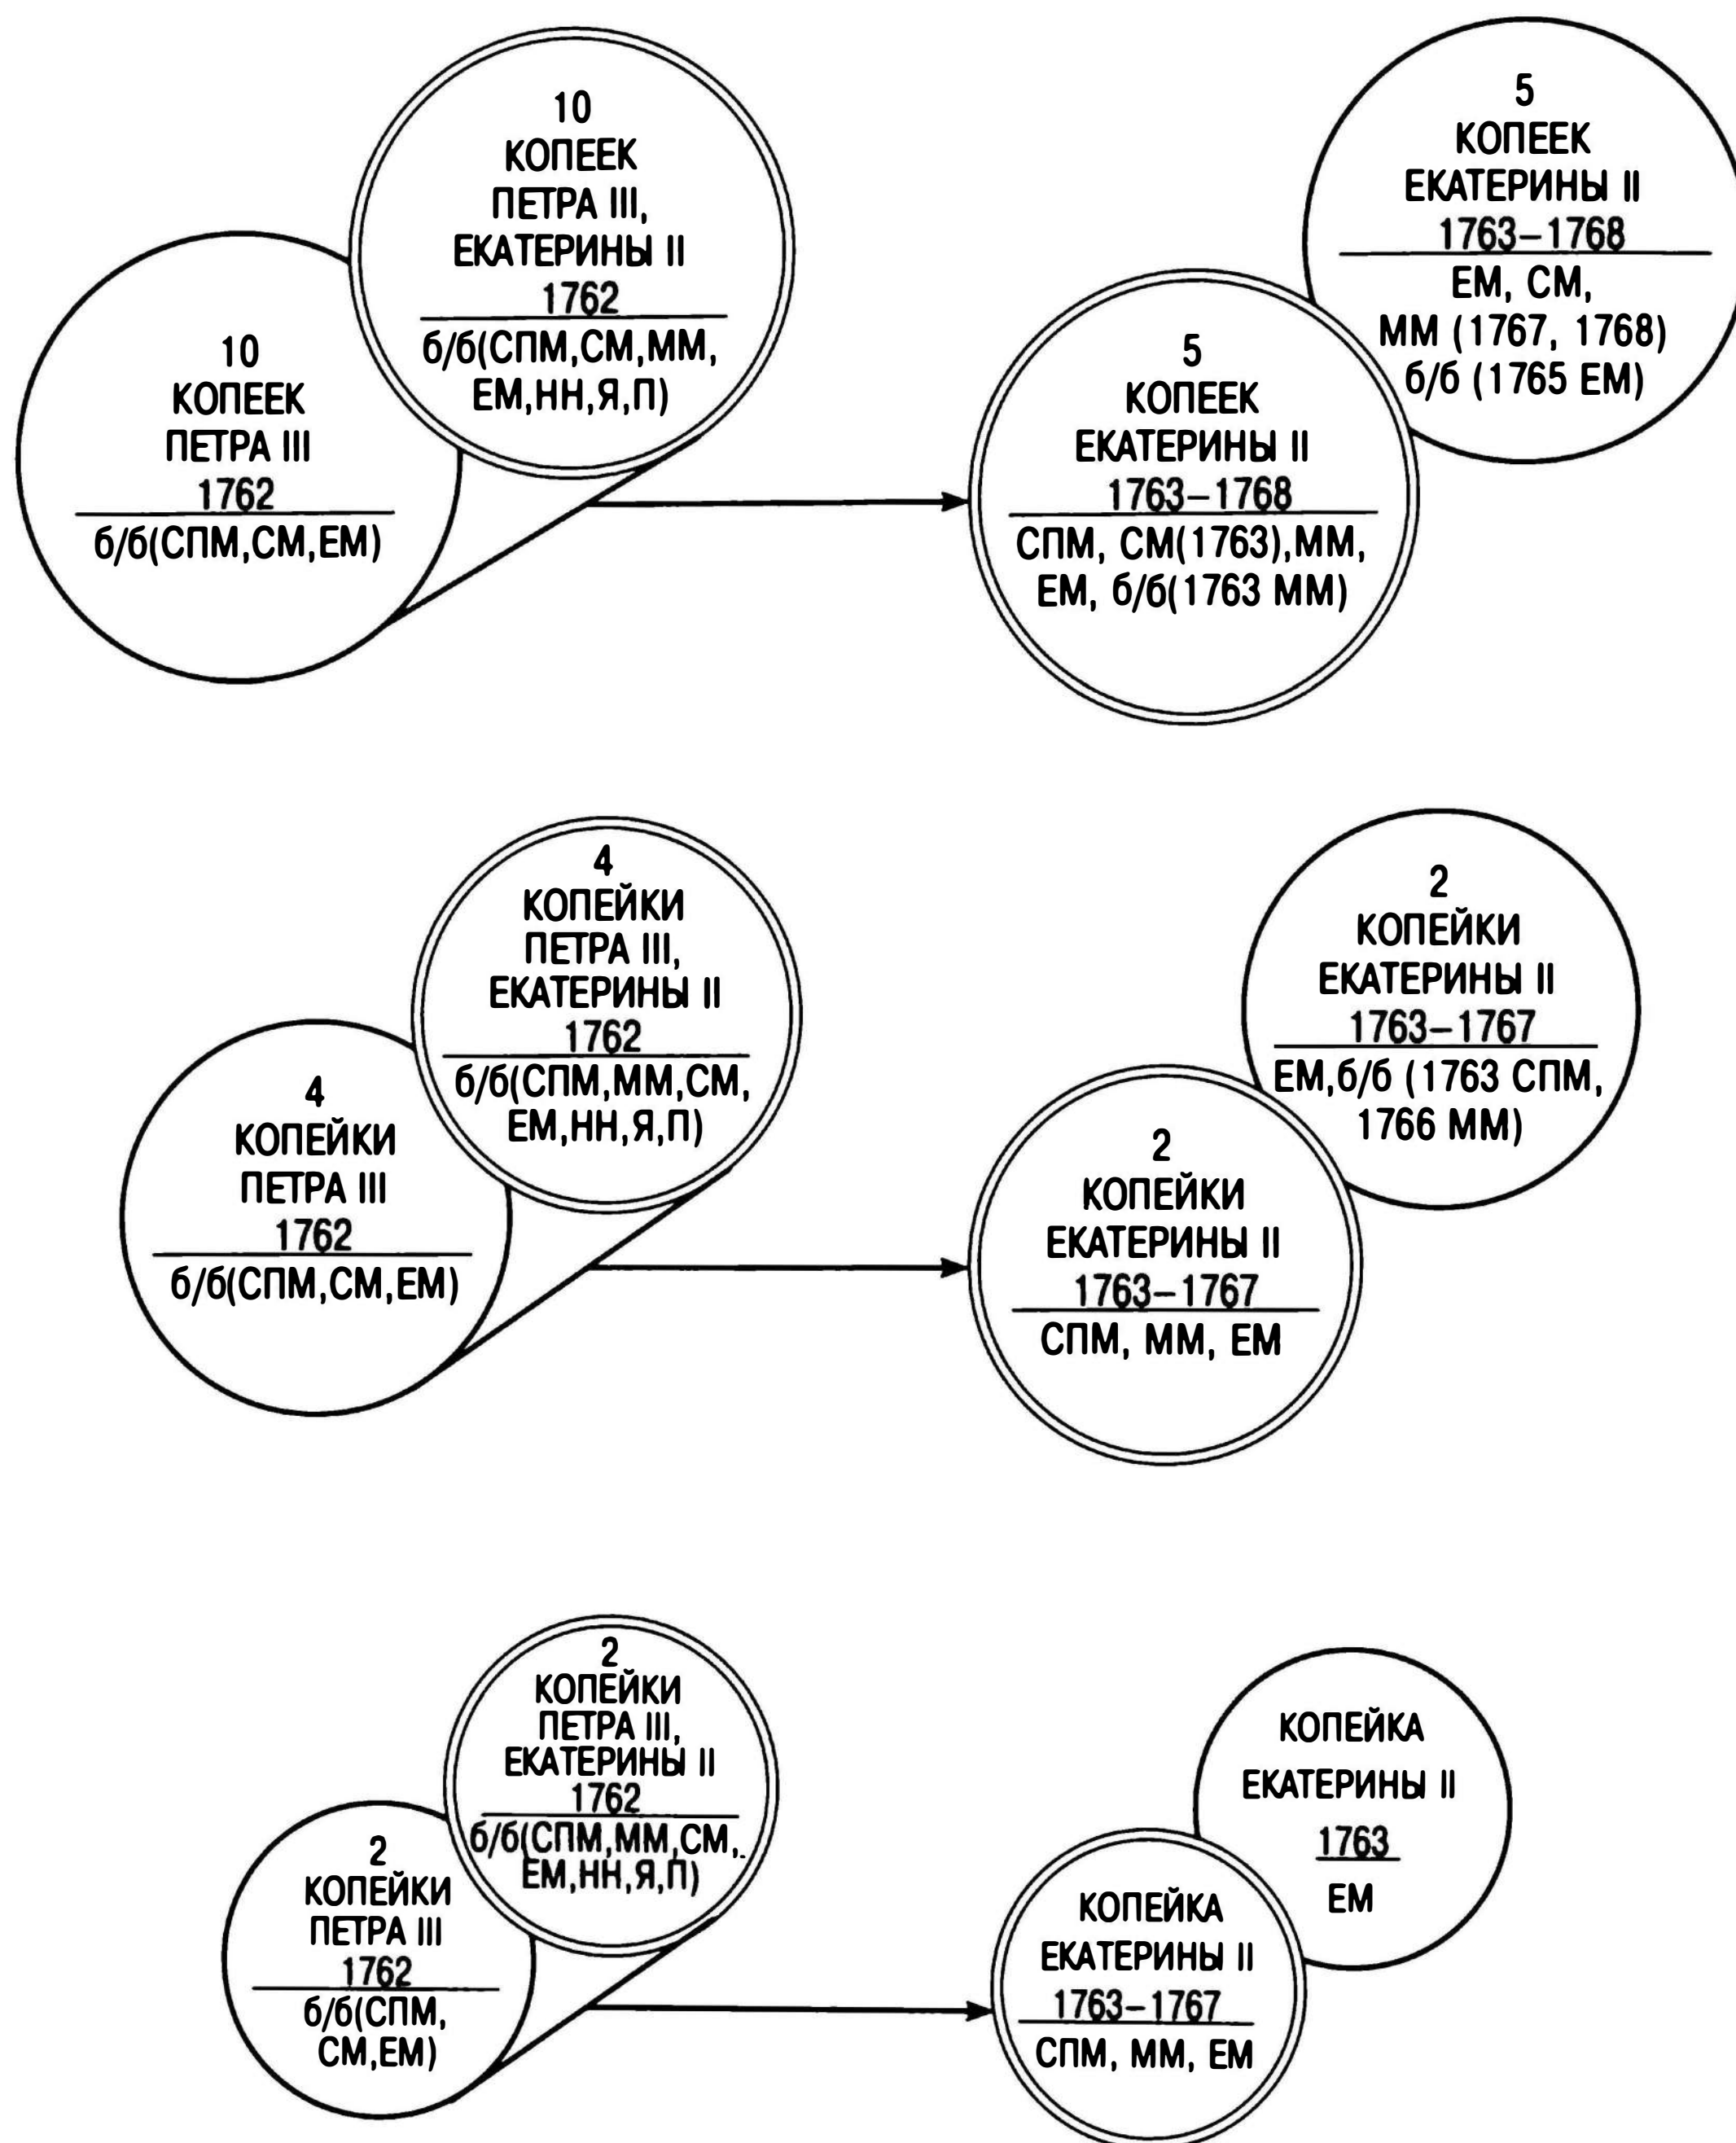 10
КОПЕЕК
ПЕТРА III
1762
б/б(СПМ,СМ,ЕМ)
10
КОПЕЕК
ПЕТРА III,
ЕКАТЕРИНЫ II
1762
б/б(СПМ,СМ,ММ,
ЕМ,НН,Я,П)
5
КОПЕЕК
ЕКАТЕРИНЫ II
1763–1768
СПМ, СМ(1763),ММ,
ЕМ, б/б(1763 ММ)
5
КОПЕЕК
ЕКАТЕРИНЫ II
1763–1768
ЕМ, СМ,
ММ (1767, 1768)
б/б (1765 ЕМ)
4
КОПЕЙКИ
ПЕТРА III
1762
б/б(СПМ,СМ,ЕМ)
4
КОПЕЙКИ
ПЕТРА III,
ЕКАТЕРИНЫ II
1762
б/б(СПМ,ММ,СМ,
ЕМ,НН,Я,П)
2
КОПЕЙКИ
ЕКАТЕРИНЫ II
1763–1767
СПМ, ММ, ЕМ
2
КОПЕЙКИ
ЕКАТЕРИНЫ II
1763–1767
ЕМ,б/б (1763 СПМ,
1766 ММ)
2
КОПЕЙКИ
ПЕТРА III
1762
б/б(СПМ,
СМ,ЕМ)
2
КОПЕЙКИ
ПЕТРА III,
ЕКАТЕРИНЫ II
1762
б/б(СПМ,ММ,СМ,
ЕМ,НН,Я,П)
КОПЕЙКА
ЕКАТЕРИНЫ II
1763–1767
СПМ, ММ, ЕМ
КОПЕЙКА
ЕКАТЕРИНЫ II
1763
ЕМ